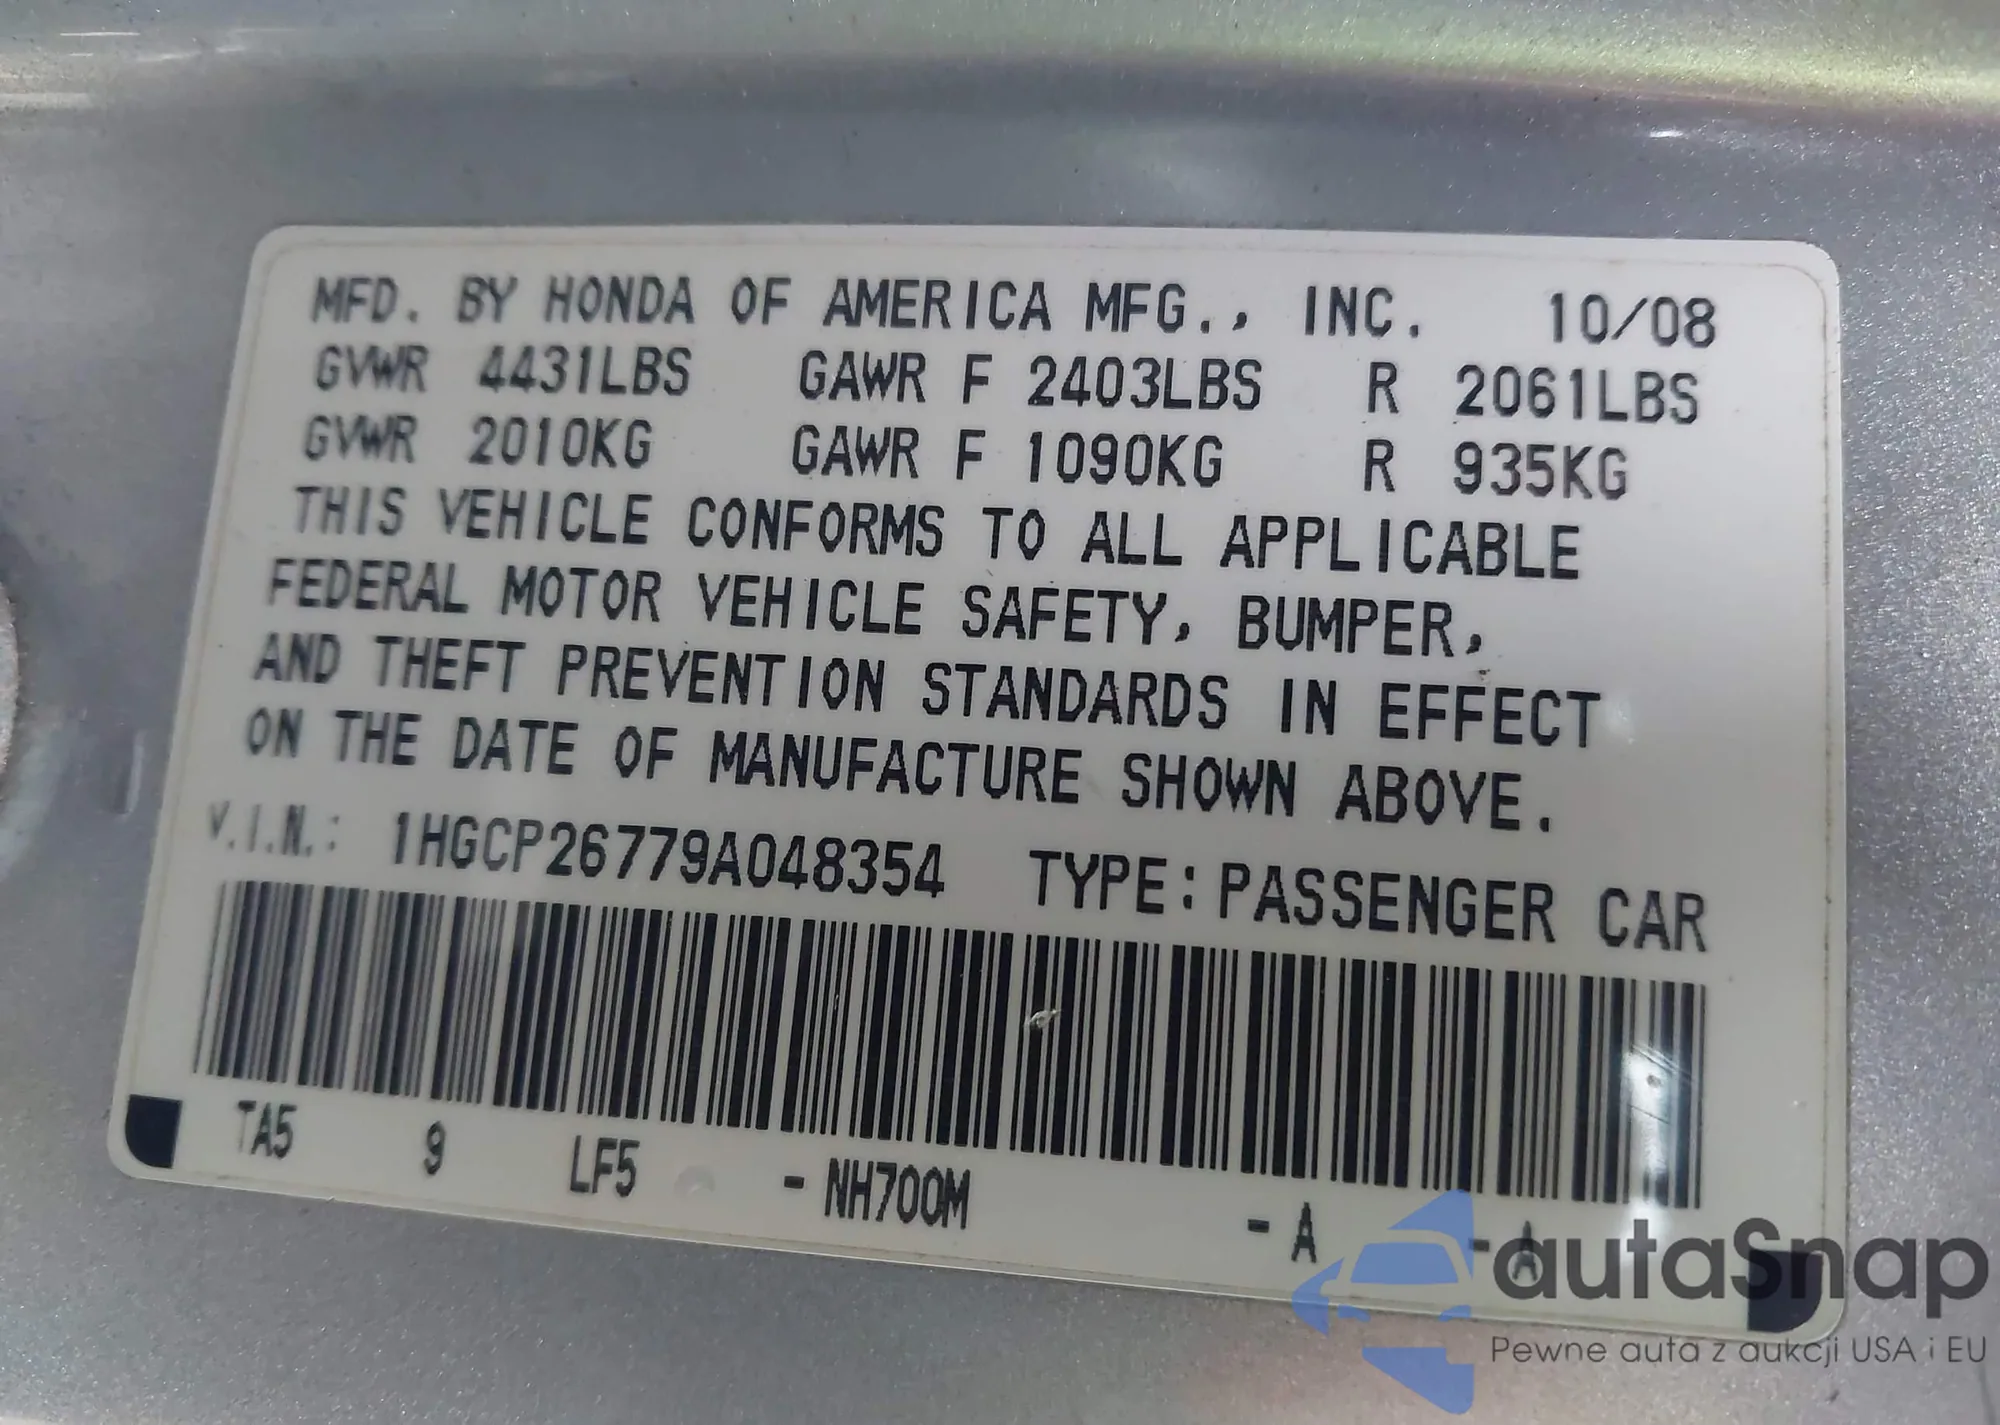 MFD. BY HONDA OF AMERICA MFG., INC. 10/08
GVWR 4431LBS GAWR F 2403LBS R 2061LBS
GVWR 2010KG GAWR F 1090KG R 935KG
THIS VEHICLE CONFORMS TO ALL APPLICABLE
FEDERAL MOTOR VEHICLE SAFETY, BUMPER,
AND THEFT PREVENTION STANDARDS IN EFFECT
ON THE DATE OF MANUFACTURE SHOWN ABOVE.
V.I.N.: 1HGCP26779A048354 TYPE: PASSENGER CAR
TA5 9 LF5 - NH700M - A - A
autaSnap
Pewne auta z aukcji USA i EU